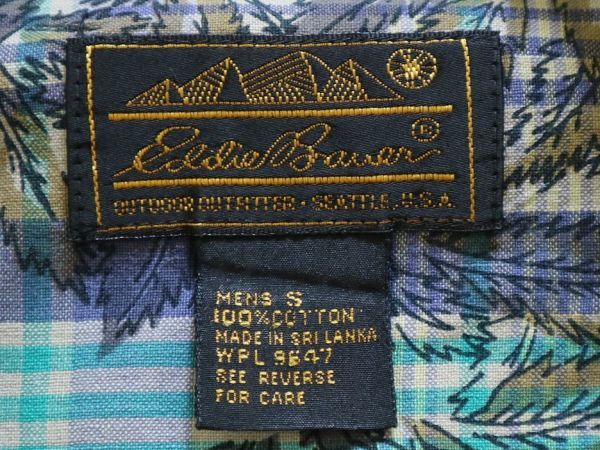 Eddie Bauer®
OUTDOOR OUTFITTER · SEATTLE, U.S.A.
MENS S
100% COTTON
MADE IN SRI LANKA
WPL 9647
SEE REVERSE
FOR CARE